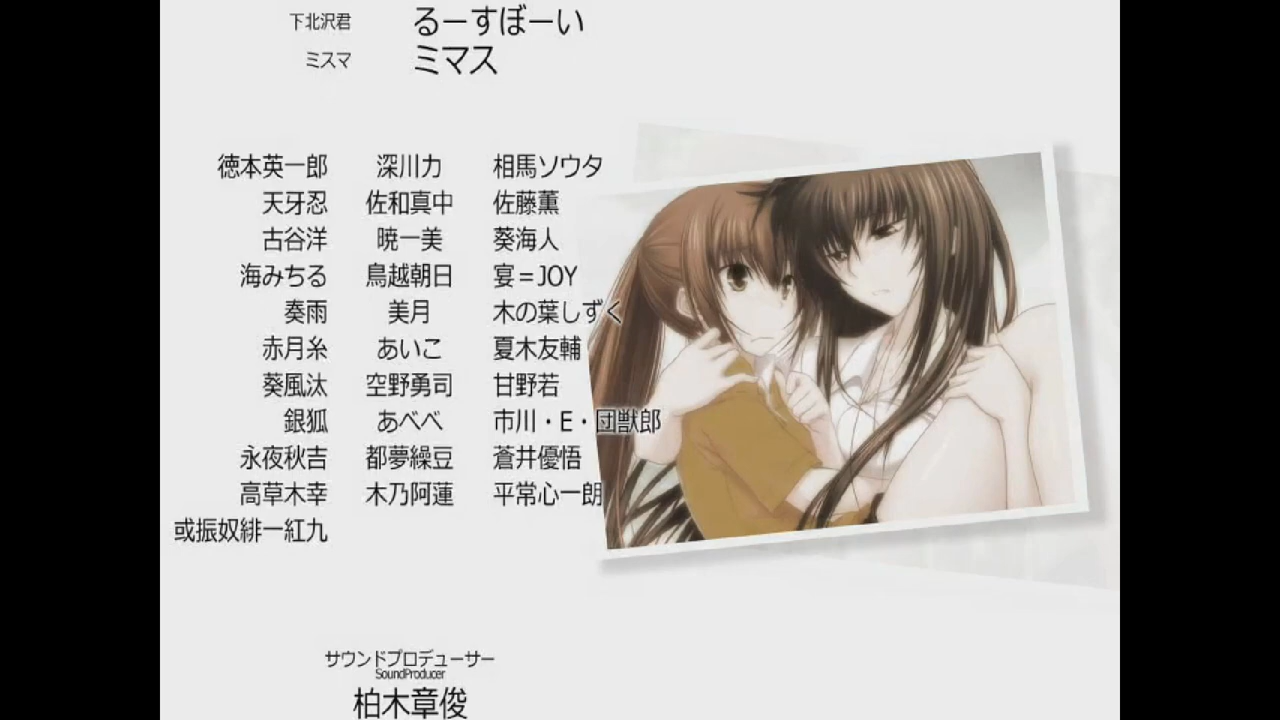 下北沢君 るーすぼーい
ミスマ ミマス
徳本英一郎 深川力 相馬ソウタ
天牙忍 佐和真中 佐藤薫
古谷洋 暁一美 葵海人
海みちる 鳥越朝日 宴＝JOY
奏雨 美月 木の葉しずく
赤月糸 あいこ 夏木友輔
葵風汰 空野勇司 甘野若
銀狐 あべべ 市川・E・団獣郎
永夜秋吉 都夢繰豆 蒼井優悟
高草木幸 木乃阿蓮 平常心一朗
或振奴緋一紅九
サウンドプロデューサー
SoundProducer
柏木章俊